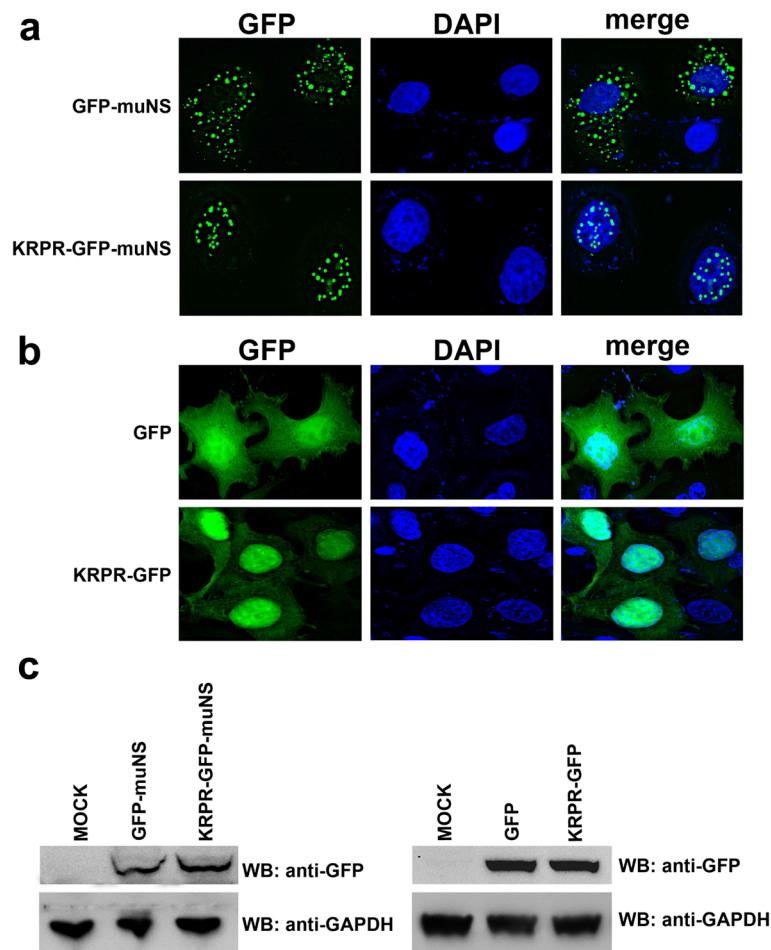 a
GFP DAPI merge
GFP-muNS
KRPR-GFP-muNS
b
GFP DAPI merge
GFP
KRPR-GFP
c
MOCK GFP-muNS KRPR-GFP-muNS
WB: anti-GFP
WB: anti-GAPDH
MOCK GFP KRPR-GFP
WB: anti-GFP
WB: anti-GAPDH